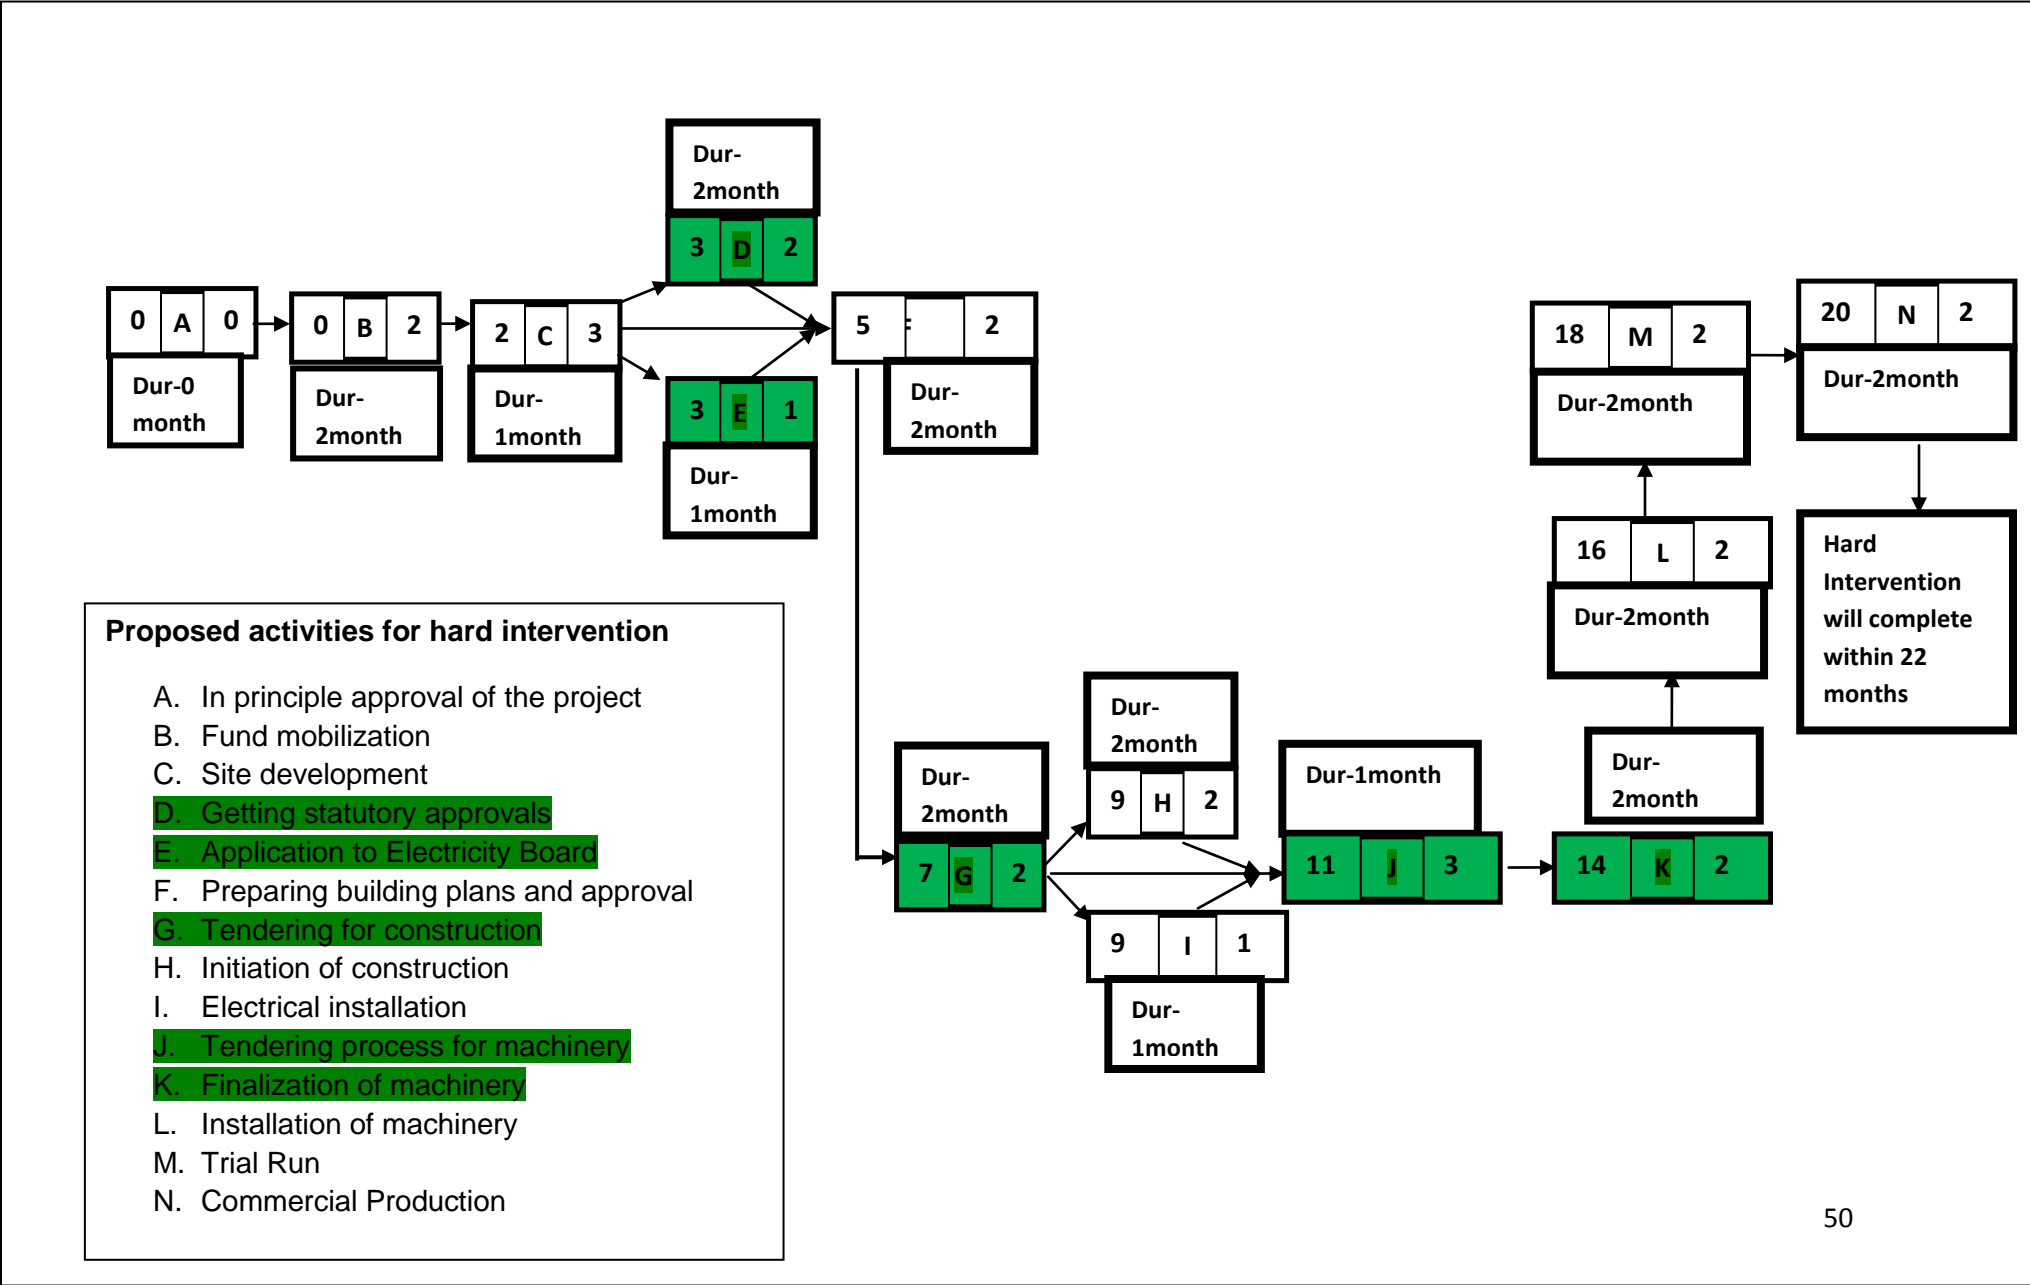 Dur-
2month
3 D 2
0 A 0
Dur-0
month
0 B 2
Dur-
2month
2 C 3
Dur-
1month
3 E 1
Dur-
1month
5 2
Dur-
2month
18 M 2
Dur-2month
20 N 2
Dur-2month
16 L 2
Dur-2month
Hard
Intervention
will complete
within 22
months
Proposed activities for hard intervention
A. In principle approval of the project
B. Fund mobilization
C. Site development
D. Getting statutory approvals
E. Application to Electricity Board
F. Preparing building plans and approval
G. Tendering for construction
H. Initiation of construction
I. Electrical installation
J. Tendering process for machinery
K. Finalization of machinery
L. Installation of machinery
M. Trial Run
N. Commercial Production
Dur-
2month
7 G 2
Dur-
2month
9 H 2
9 I 1
Dur-
1month
Dur-1month
11 J 3
Dur-
2month
14 K 2
50